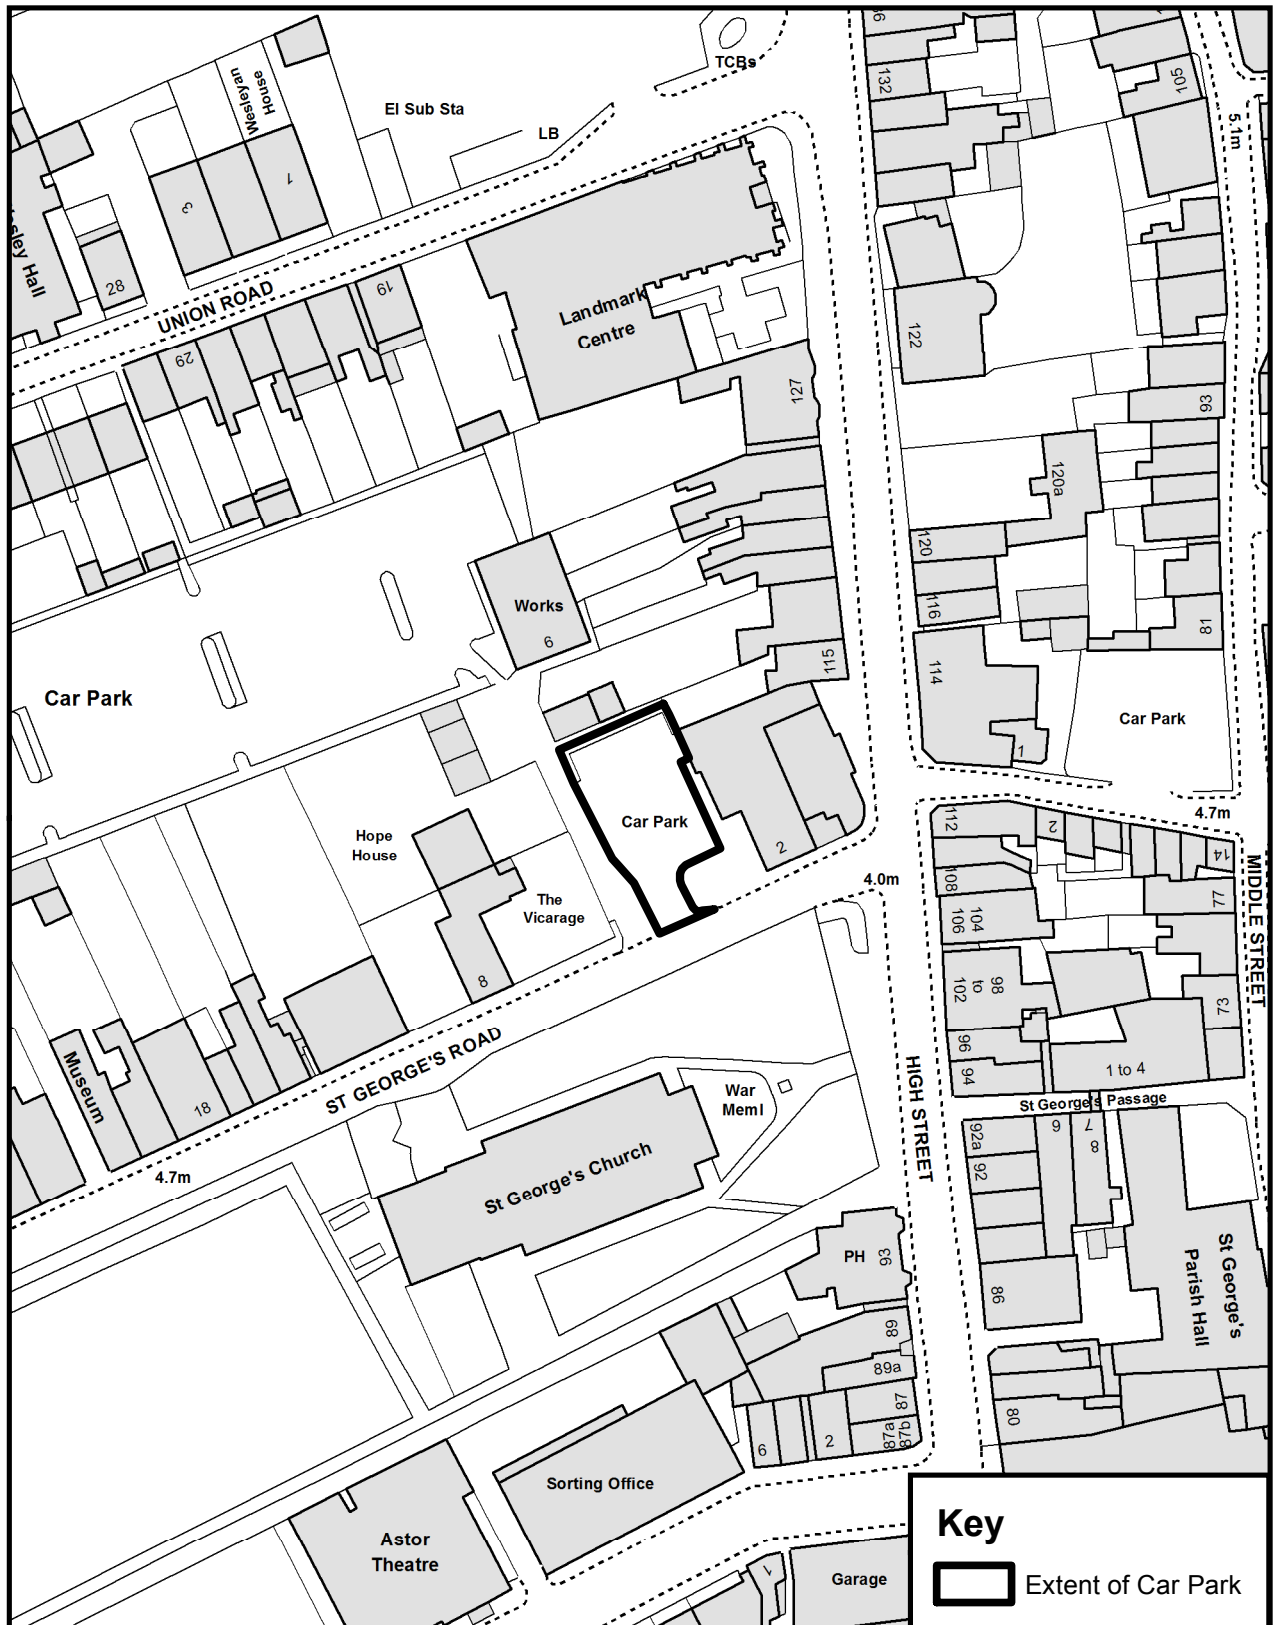 TCBs
132
105
5.1m
Wesleyan
House
El Sub Sta
LB
1
3
28
UNION ROAD
19
29
Landmark
Centre
127
122
93
120a
120
116
81
Works
6
115
114
1
Car Park
Car Park
Car Park
2
4.7m
4.0m
112
2
14
108
77
MIDDLE STREET
104
106
98
to
102
73
96
94
1 to 4
St George's Passage
Hope
House
The
Vicarage
8
ST GEORGE'S ROAD
Museum
18
4.7m
War
Meml
St George's Church
HIGH STREET
92a
92
6
7
8
86
St George's
Parish Hall
PH
93
89
89a
87
87b
87a
80
6
2
Sorting Office
Astor
Theatre
1
Garage
Key
Extent of Car Park